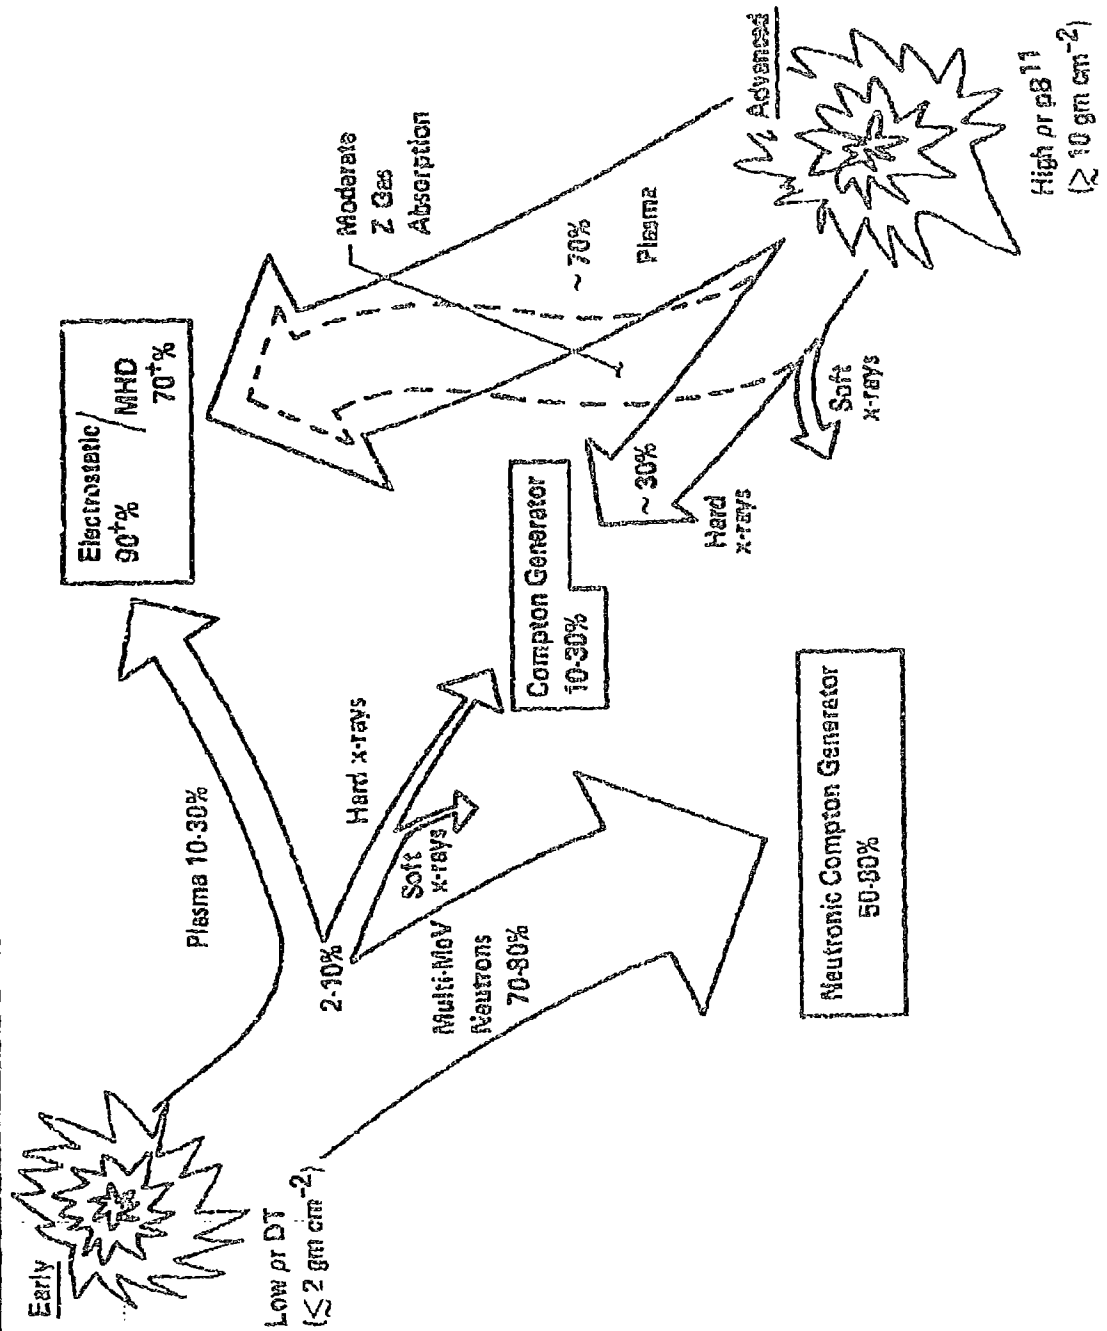 Early
Low ρr DT
(≲ 2 gm cm⁻²)
Plasma 10-30%
2-10%
Hard x-rays
Soft
x-rays
Multi-MeV
Neutrons
70-80%
Electrostatic
90⁺%
/ MHD
70⁺%
Compton Generator
10-30%
Neutronic Compton Generator
50-80%
Moderate
Z Gas
Absorption
~ 70%
Plasma
~ 30%
Hard
x-rays
Soft
x-rays
Advanced
High ρr pB¹¹
(≳ 10 gm cm⁻²)